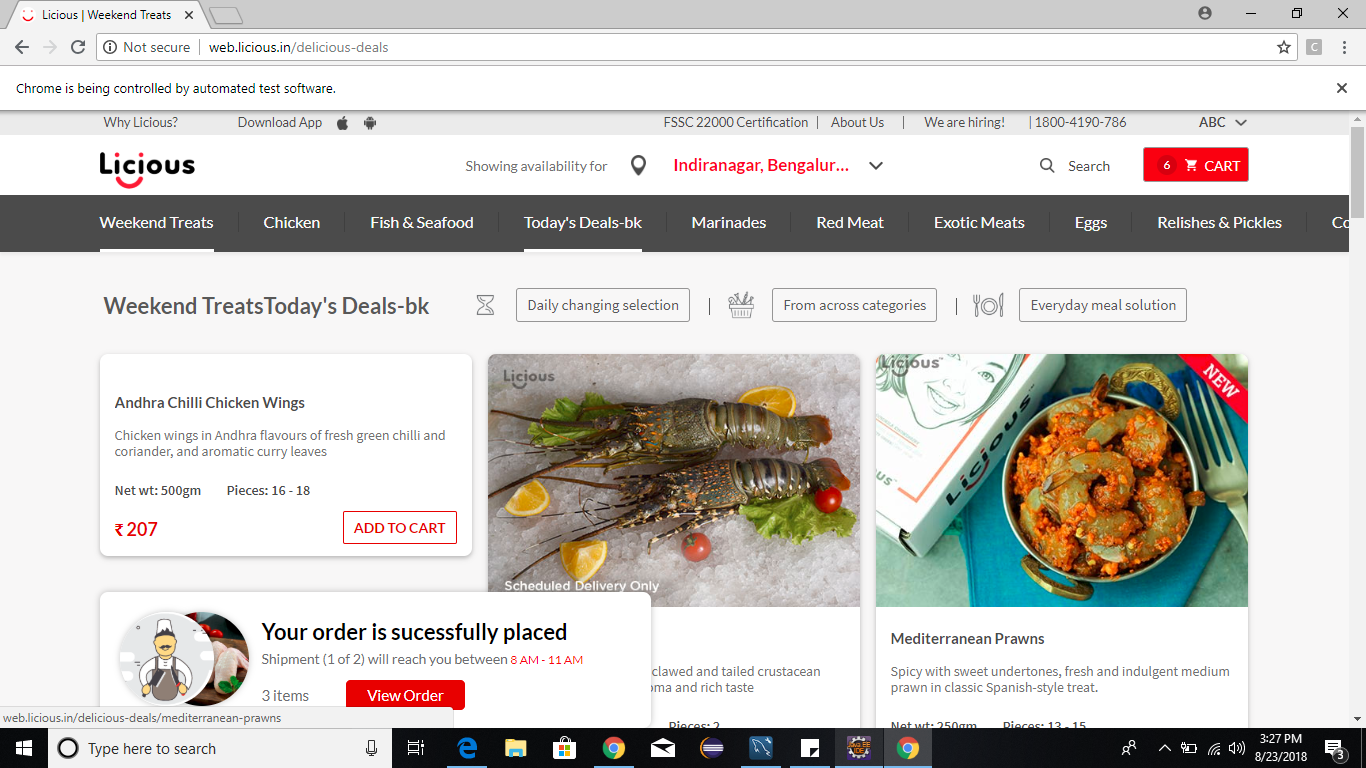 Licious | Weekend Treats
Not secure | web.licious.in/delicious-deals
Chrome is being controlled by automated test software.
Why Licious? Download App FSSC 22000 Certification | About Us | We are hiring! | 1800-4190-786 ABC
Licious Showing availability for Indiranagar, Bengalur... Search 6 CART
Weekend Treats Chicken Fish & Seafood Today's Deals-bk Marinades Red Meat Exotic Meats Eggs Relishes & Pickles Co
Weekend TreatsToday's Deals-bk Daily changing selection | From across categories | Everyday meal solution
Andhra Chilli Chicken Wings
Chicken wings in Andhra flavours of fresh green chilli and
coriander, and aromatic curry leaves
Net wt: 500gm Pieces: 16 - 18
₹ 207 ADD TO CART
Licious
Scheduled Delivery Only
clawed and tailed crustacean
oma and rich taste
Pieces: 2
Licious
NEW
Licious
Mediterranean Prawns
Spicy with sweet undertones, fresh and indulgent medium
prawn in classic Spanish-style treat.
Net wt: 250gm Pieces: 13 - 15
Your order is sucessfully placed
Shipment (1 of 2) will reach you between 8 AM - 11 AM
3 items View Order
web.licious.in/delicious-deals/mediterranean-prawns
Type here to search
3:27 PM
8/23/2018
3